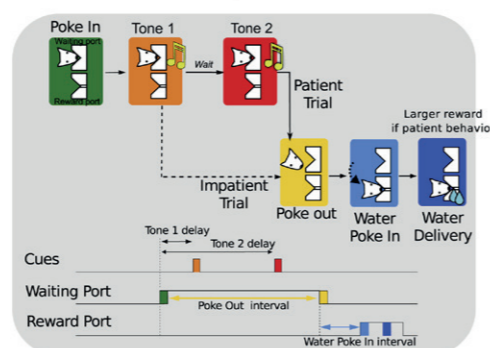 Poke In
Tone 1
Tone 2
Waiting port
Wait
Reward port
Patient
Trial
Larger reward
if patient behavio
Impatient
Trial
Poke out
Water
Poke In
Water
Delivery
Tone 1 delay
Tone 2 delay
Cues
Waiting Port
Poke Out interval
Reward Port
Water Poke In interval